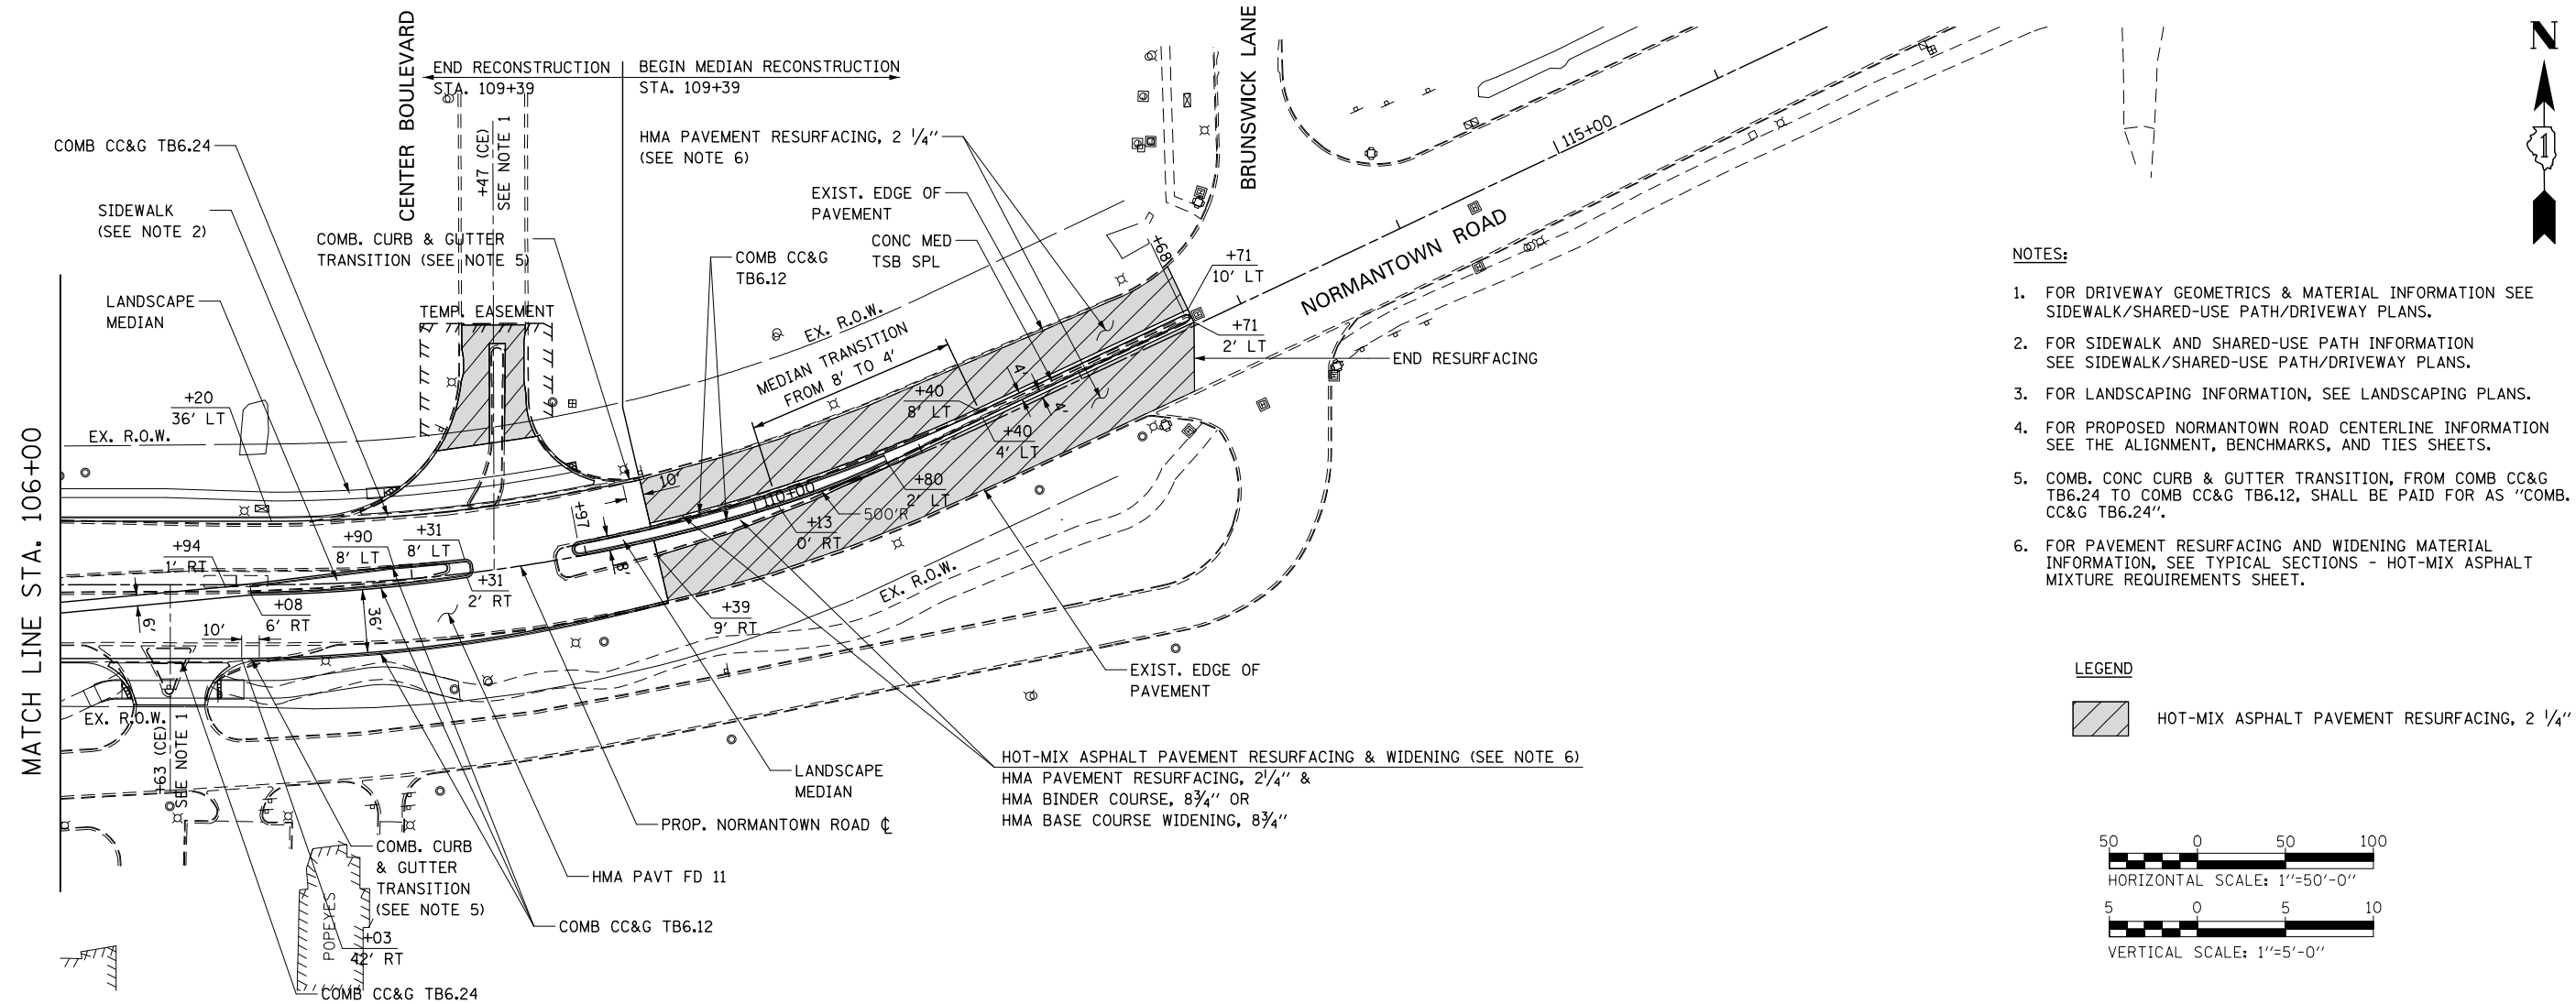 CENTER BOULEVARD
BRUNSWICK LANE
END RECONSTRUCTION
STA. 109+39
BEGIN MEDIAN RECONSTRUCTION
STA. 109+39
COMB CC&G TB6.24
SIDEWALK
(SEE NOTE 2)
LANDSCAPE
MEDIAN
+47 (CE)
SEE NOTE 1
COMB. CURB & GUTTER
TRANSITION (SEE NOTE 5)
TEMP. EASEMENT
HMA PAVEMENT RESURFACING, 2 1/4"
(SEE NOTE 6)
EXIST. EDGE OF
PAVEMENT
CONC MED
TSB SPL
COMB CC&G
TB6.12
+68
+71
10' LT
+71
2' LT
END RESURFACING
NORMANTOWN ROAD
115+00
EX. R.O.W.
MEDIAN TRANSITION
FROM 8' TO 4'
4'
4'
+40
8' LT
+40
4' LT
+80
2' LT
110+00
500'R
+13
0' RT
10'
+97
8'
+39
9' RT
EX. R.O.W.
+20
36' LT
EX. R.O.W.
MATCH LINE STA. 106+00
+94
1' RT
+90
8' LT
+31
8' LT
+31
2' RT
+08
6' RT
6'
10'
36'
EX. R.O.W.
+63 (CE)
SEE NOTE 1
EXIST. EDGE OF
PAVEMENT
LANDSCAPE
MEDIAN
PROP. NORMANTOWN ROAD ℄
HMA PAVT FD 11
COMB CC&G TB6.12
COMB. CURB
& GUTTER
TRANSITION
(SEE NOTE 5)
POPEYES
+03
42' RT
COMB CC&G TB6.24
HOT-MIX ASPHALT PAVEMENT RESURFACING & WIDENING (SEE NOTE 6)
HMA PAVEMENT RESURFACING, 2 1/4" &
HMA BINDER COURSE, 8 3/4" OR
HMA BASE COURSE WIDENING, 8 3/4"
N
1
NOTES:
1. FOR DRIVEWAY GEOMETRICS & MATERIAL INFORMATION SEE
SIDEWALK/SHARED-USE PATH/DRIVEWAY PLANS.
2. FOR SIDEWALK AND SHARED-USE PATH INFORMATION
SEE SIDEWALK/SHARED-USE PATH/DRIVEWAY PLANS.
3. FOR LANDSCAPING INFORMATION, SEE LANDSCAPING PLANS.
4. FOR PROPOSED NORMANTOWN ROAD CENTERLINE INFORMATION
SEE THE ALIGNMENT, BENCHMARKS, AND TIES SHEETS.
5. COMB. CONC CURB & GUTTER TRANSITION, FROM COMB CC&G
TB6.24 TO COMB CC&G TB6.12, SHALL BE PAID FOR AS "COMB.
CC&G TB6.24".
6. FOR PAVEMENT RESURFACING AND WIDENING MATERIAL
INFORMATION, SEE TYPICAL SECTIONS - HOT-MIX ASPHALT
MIXTURE REQUIREMENTS SHEET.
LEGEND
HOT-MIX ASPHALT PAVEMENT RESURFACING, 2 1/4"
50 0 50 100
HORIZONTAL SCALE: 1"=50'-0"
5 0 5 10
VERTICAL SCALE: 1"=5'-0"